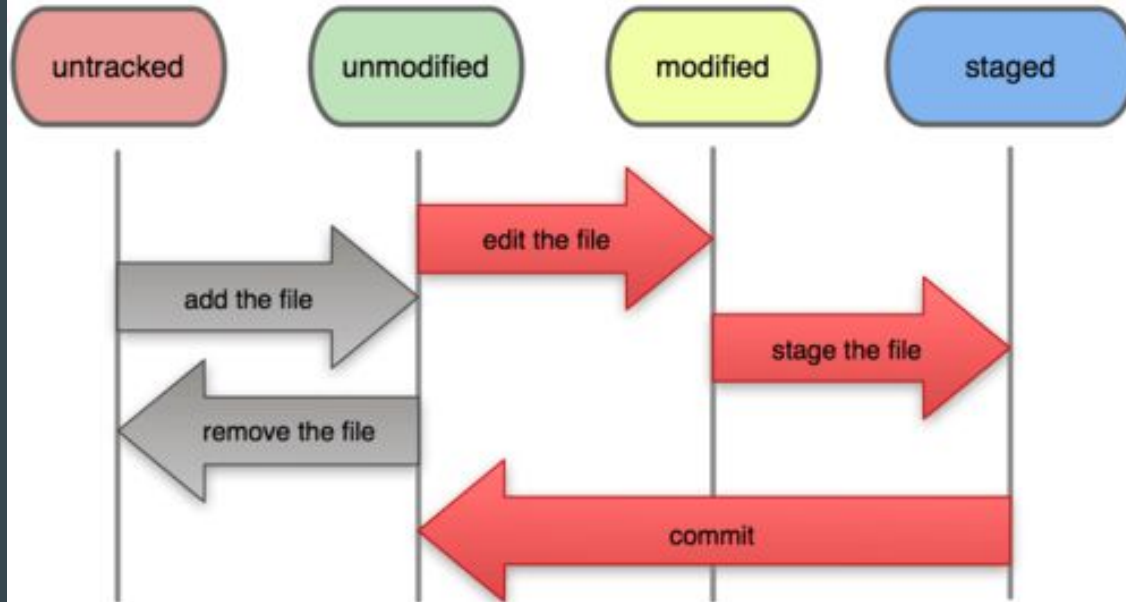 untracked
unmodified
modified
staged
edit the file
add the file
stage the file
remove the file
commit